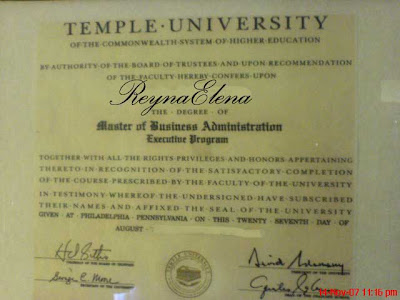 TEMPLE · UNIVERSITY
OF THE COMMONWEALTH SYSTEM OF HIGHER EDUCATION
BY AUTHORITY OF THE BOARD OF TRUSTEES AND UPON RECOMMENDATION
OF THE FACULTY HEREBY CONFERS UPON
ReynaElena
THE · DEGREE · OF
Master of Business Administration
Executive Program
TOGETHER WITH ALL THE RIGHTS PRIVILEGES AND HONORS APPERTAINING
THERETO IN RECOGNITION OF THE SATISFACTORY COMPLETION
OF THE COURSE PRESCRIBED BY THE FACULTY OF THE UNIVERSITY
IN TESTIMONY WHEREOF THE UNDERSIGNED HAVE SUBSCRIBED
THEIR NAMES AND AFFIXED THE SEAL OF THE UNIVERSITY
GIVEN AT PHILADELPHIA PENNSYLVANIA ON THIS TWENTY SEVENTH DAY OF
AUGUST
TEMPLE UNIVERSITY
11:16 pm